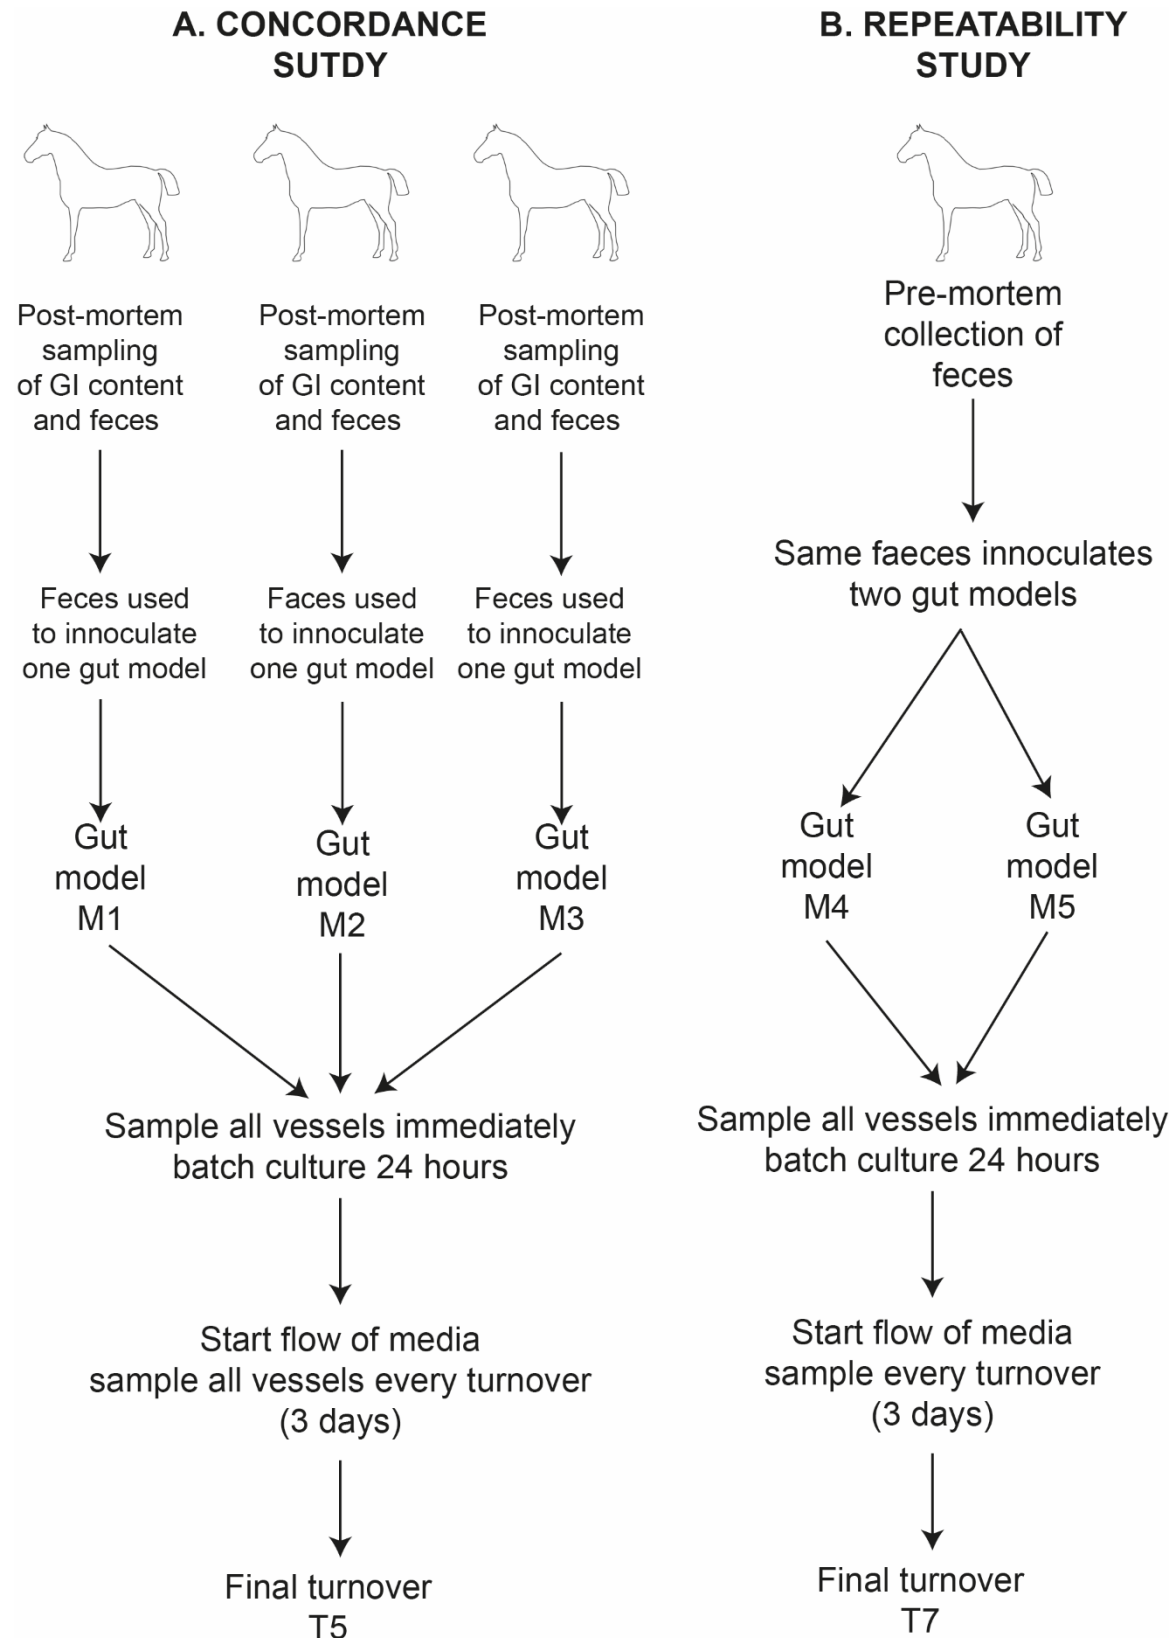 A. CONCORDANCE
SUTDY
Post-mortem
sampling
of GI content
and feces
Post-mortem
sampling
of GI content
and feces
Post-mortem
sampling
of GI content
and feces
Feces used
to innoculate
one gut model
Faces used
to innoculate
one gut model
Feces used
to innoculate
one gut model
Gut
model
M1
Gut
model
M2
Gut
model
M3
Sample all vessels immediately
batch culture 24 hours
Start flow of media
sample all vessels every turnover
(3 days)
Final turnover
T5
B. REPEATABILITY
STUDY
Pre-mortem
collection of
feces
Same faeces innoculates
two gut models
Gut
model
M4
Gut
model
M5
Sample all vessels immediately
batch culture 24 hours
Start flow of media
sample every turnover
(3 days)
Final turnover
T7